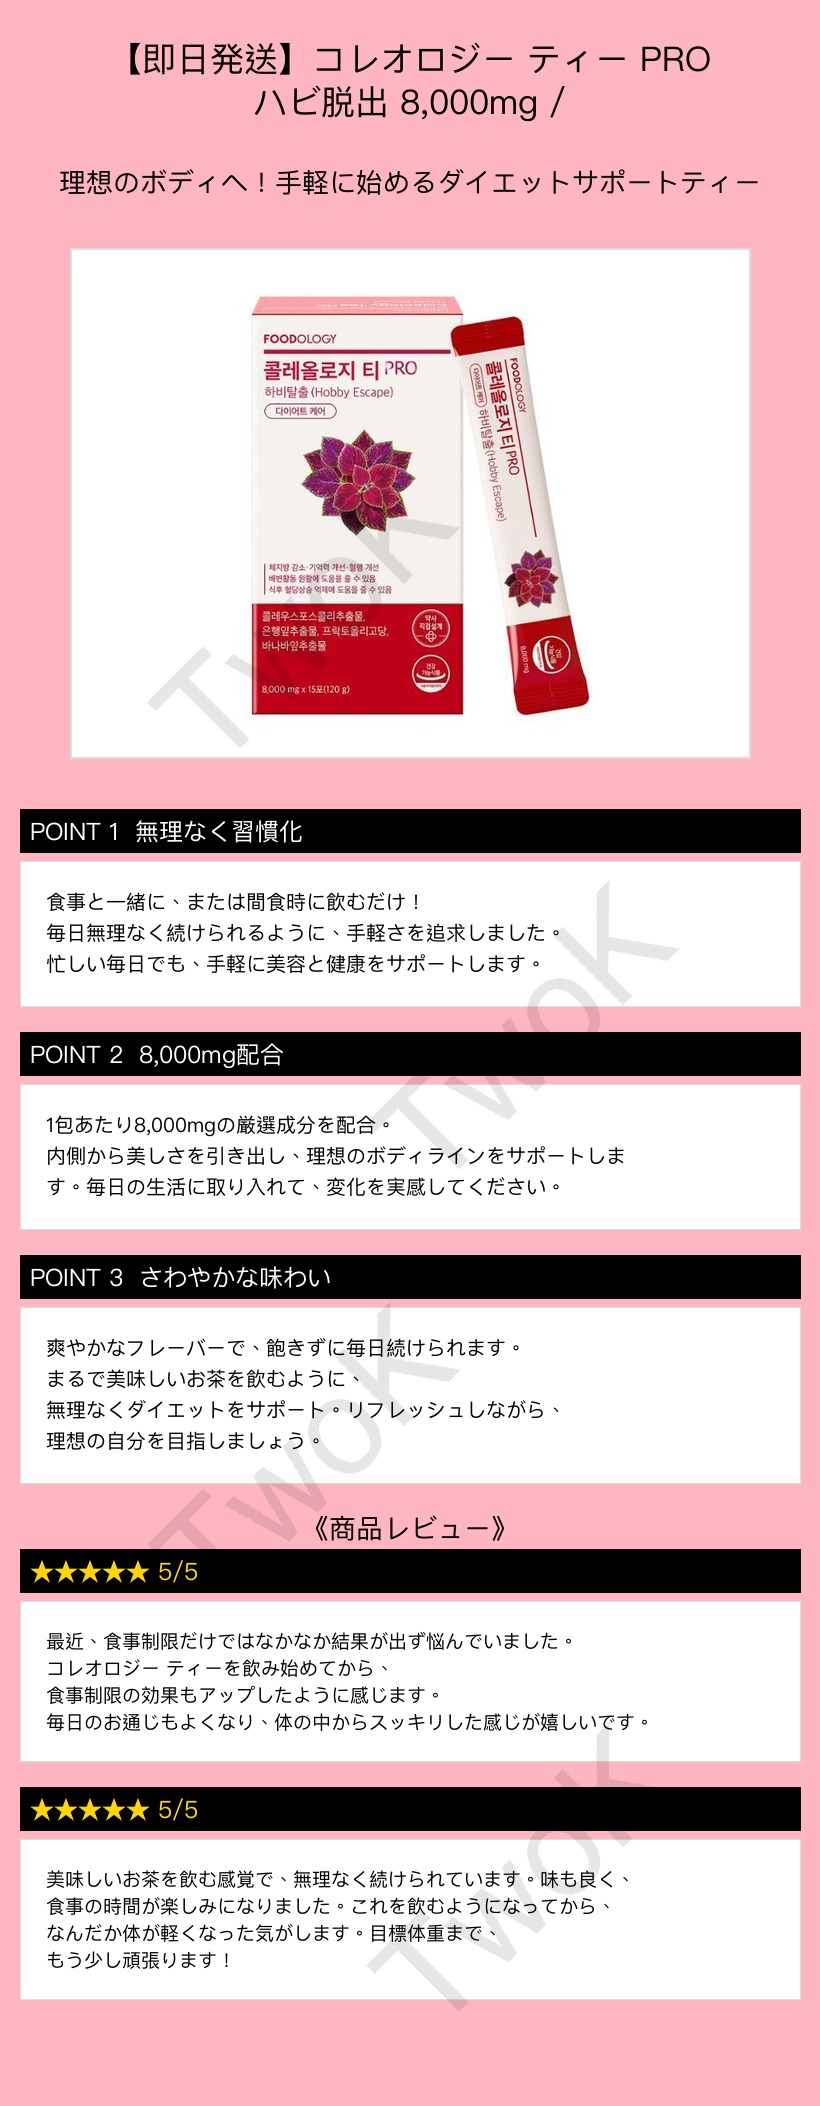 【即日発送】コレオロジー ティー PRO
ハビ脱出 8,000mg /
理想のボディへ！手軽に始めるダイエットサポートティー
FOODOLOGY
콜레올로지 티 PRO
하비탈출 (Hobby Escape)
다이어트 케어
체지방 감소·기억력 개선·혈행 개선
배변활동 원활에 도움을 줄 수 있음
식후 혈당상승 억제에 도움을 줄 수 있음
콜레우스포스콜리추출물,
은행잎추출물, 프락토올리고당,
바나바잎추출물
약사
직접설계
건강
기능식품
8,000 mg x 15포(120 g)
FOODOLOGY
콜레올로지 티 PRO
하비탈출 (Hobby Escape)
다이어트 케어
8,000 mg
건강
기능식품
TwoK
POINT 1 無理なく習慣化
食事と一緒に、または間食時に飲むだけ！
毎日無理なく続けられるように、手軽さを追求しました。
忙しい毎日でも、手軽に美容と健康をサポートします。
TwoK
POINT 2 8,000mg配合
1包あたり8,000mgの厳選成分を配合。
内側から美しさを引き出し、理想のボディラインをサポートしま
す。毎日の生活に取り入れて、変化を実感してください。
POINT 3 さわやかな味わい
爽やかなフレーバーで、飽きずに毎日続けられます。
まるで美味しいお茶を飲むように、
無理なくダイエットをサポート。リフレッシュしながら、
理想の自分を目指しましょう。
TwoK
《商品レビュー》
★★★★★ 5/5
最近、食事制限だけではなかなか結果が出ず悩んでいました。
コレオロジー ティーを飲み始めてから、
食事制限の効果もアップしたように感じます。
毎日のお通じもよくなり、体の中からスッキリした感じが嬉しいです。
★★★★★ 5/5
美味しいお茶を飲む感覚で、無理なく続けられています。味も良く、
食事の時間が楽しみになりました。これを飲むようになってから、
なんだか体が軽くなった気がします。目標体重まで、
もう少し頑張ります！
TwoK